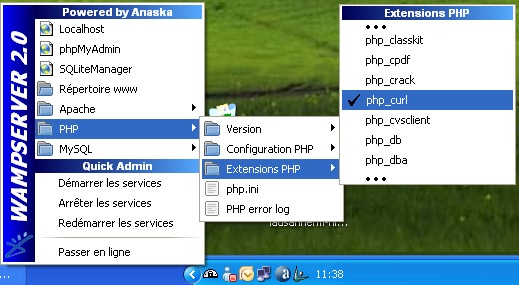 WAMPSERVER 2.0
Powered by Anaska
Localhost
phpMyAdmin
SQLiteManager
Répertoire www
Apache
PHP
MySQL
Quick Admin
Démarrer les services
Arrêter les services
Redémarrer les services
Passer en ligne
Version
Configuration PHP
Extensions PHP
php.ini
PHP error log
Extensions PHP
...
php_classkit
php_cpdf
php_crack
php_curl
php_cvsclient
php_db
php_dba
...
...
11:38